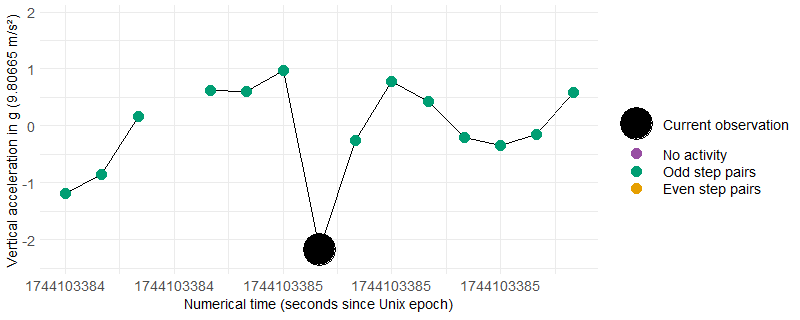 Vertical acceleration in g (9.80665 m/s²)
2
1
0
-1
-2
1744103384 1744103384 1744103385 1744103385 1744103385
Numerical time (seconds since Unix epoch)
Current observation
No activity
Odd step pairs
Even step pairs